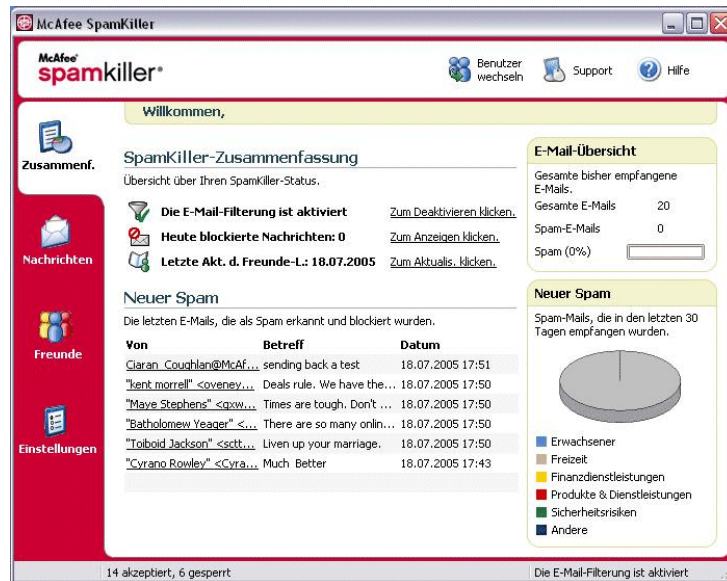 McAfee SpamKiller
McAfee®
spamkiller®
Benutzer
wechseln
Support
Hilfe
Zusammenf.
Nachrichten
Freunde
Einstellungen
Willkommen,
SpamKiller-Zusammenfassung
Übersicht über Ihren SpamKiller-Status.
Die E-Mail-Filterung ist aktiviert Zum Deaktivieren klicken.
Heute blockierte Nachrichten: 0 Zum Anzeigen klicken.
Letzte Akt. d. Freunde-L.: 18.07.2005 Zum Aktualis. klicken.
Neuer Spam
Die letzten E-Mails, die als Spam erkannt und blockiert wurden.
Von Betreff Datum
Ciaran_Coughlan@McAf... sending back a test 18.07.2005 17:51
"kent morrell" <oveney... Deals rule. We have the... 18.07.2005 17:50
"Maye Stephens" <qxw... Times are tough. Don't ... 18.07.2005 17:50
"Batholomew Yeager" <... There are so many onlin... 18.07.2005 17:50
"Toiboid Jackson" <sctt... Liven up your marriage. 18.07.2005 17:50
"Cyrano Rowley" <Cyra... Much Better 18.07.2005 17:43
E-Mail-Übersicht
Gesamte bisher empfangene
E-Mails.
Gesamte E-Mails 20
Spam-E-Mails 0
Spam (0%)
Neuer Spam
Spam-Mails, die in den letzten 30
Tagen empfangen wurden.
Erwachsener
Freizeit
Finanzdienstleistungen
Produkte & Dienstleistungen
Sicherheitsrisiken
Andere
14 akzeptiert, 6 gesperrt
Die E-Mail-Filterung ist aktiviert